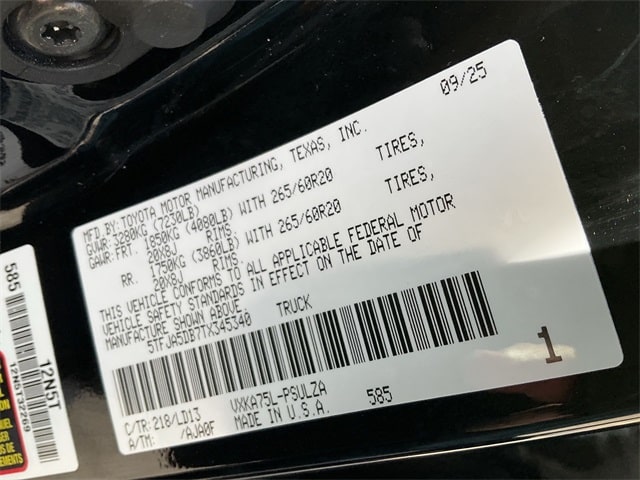 09/25
MFD.BY:TOYOTA MOTOR MANUFACTURING, TEXAS, INC.
GVWR: 3280KG (7230LB)
GAWR:FRT. 1850KG (4080LB) WITH 265/60R20 TIRES,
20X8J RIMS,
RR. 1750KG (3860LB) WITH 265/60R20 TIRES,
20X8J RIMS,
THIS VEHICLE CONFORMS TO ALL APPLICABLE FEDERAL MOTOR
VEHICLE SAFETY STANDARDS IN EFFECT ON THE DATE OF
MANUFACTURE SHOWN ABOVE.
5TFJA5DB7TX345340 TRUCK
C/TR:218/LD13 VXKA75L-PSULZA
A/TM: /AJA0F MADE IN U.S.A. 585
1
585
12N5T